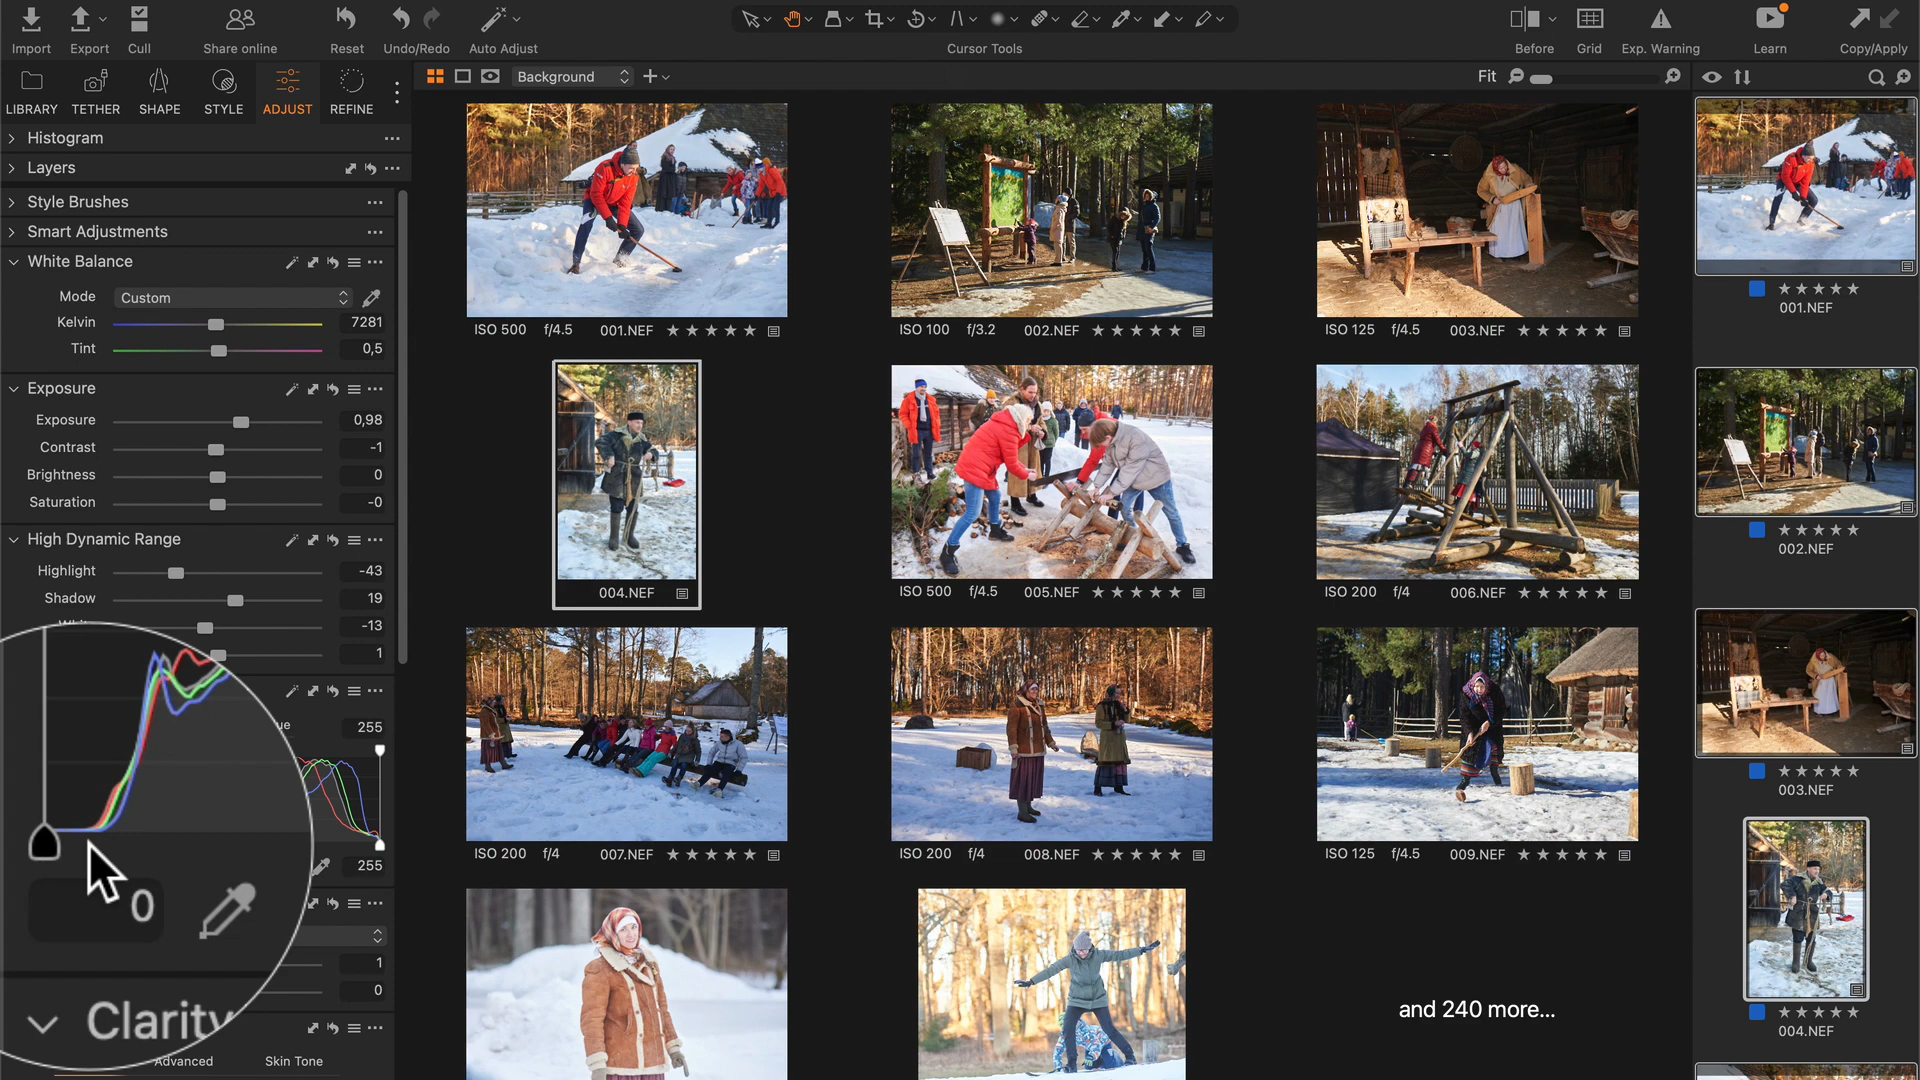 Import
Export
Cull
Share online
Reset
Undo/Redo
Auto Adjust
Cursor Tools
Before
Grid
Exp. Warning
Learn
Copy/Apply
LIBRARY
TETHER
SHAPE
STYLE
ADJUST
REFINE
Background
Fit
Histogram
Layers
Style Brushes
Smart Adjustments
White Balance
Mode
Custom
Kelvin
7281
Tint
0,5
Exposure
Exposure
0,98
Contrast
-1
Brightness
0
Saturation
-0
High Dynamic Range
Highlight
-43
Shadow
19
-13
1
255
255
0
1
0
Clarity
Advanced
Skin Tone
ISO 500 f/4.5 001.NEF
ISO 100 f/3.2 002.NEF
ISO 125 f/4.5 003.NEF
004.NEF
ISO 500 f/4.5 005.NEF
ISO 200 f/4 006.NEF
ISO 200 f/4 007.NEF
ISO 200 f/4 008.NEF
ISO 125 f/4.5 009.NEF
and 240 more...
001.NEF
002.NEF
003.NEF
004.NEF